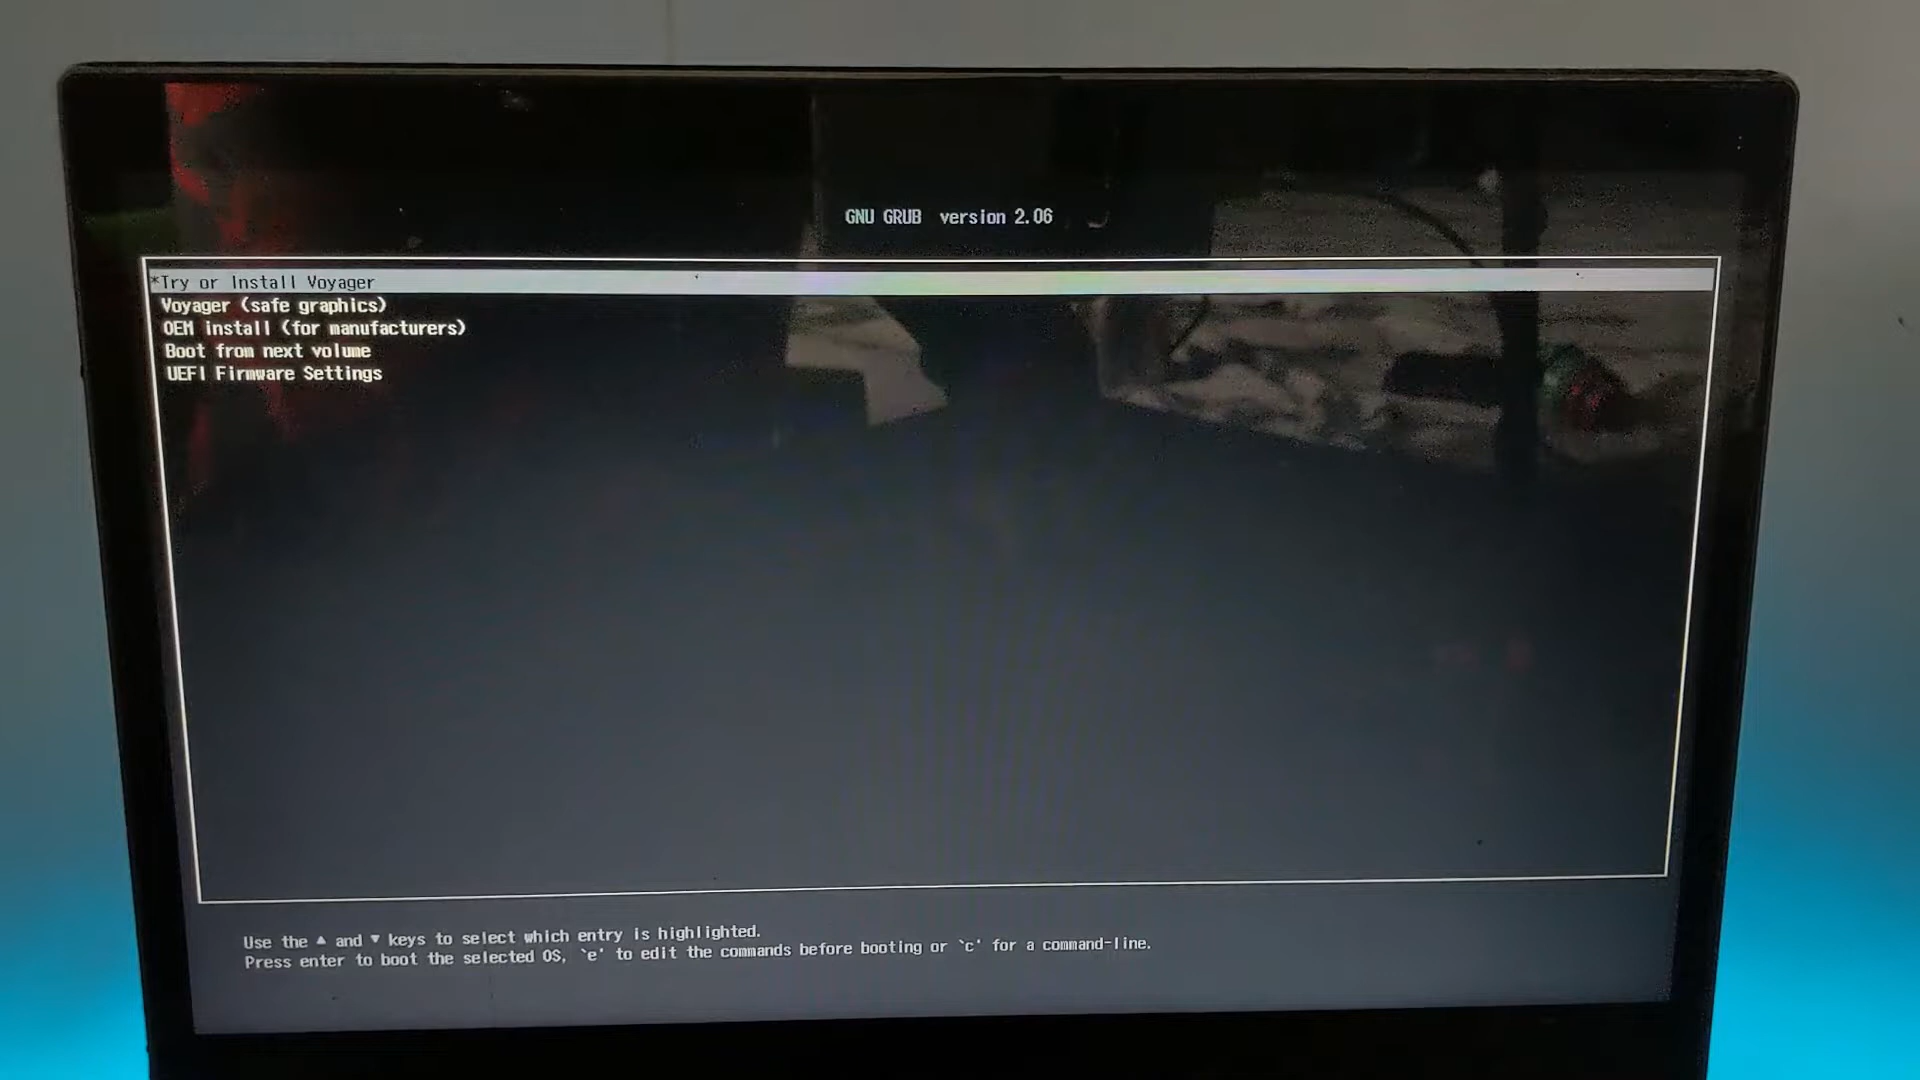 GNU GRUB version 2.06
*Try or Install Voyager
Voyager (safe graphics)
OEM install (for manufacturers)
Boot from next volume
UEFI Firmware Settings
Use the ▲ and ▼ keys to select which entry is highlighted.
Press enter to boot the selected OS, `e' to edit the commands before booting or `c' for a command-line.